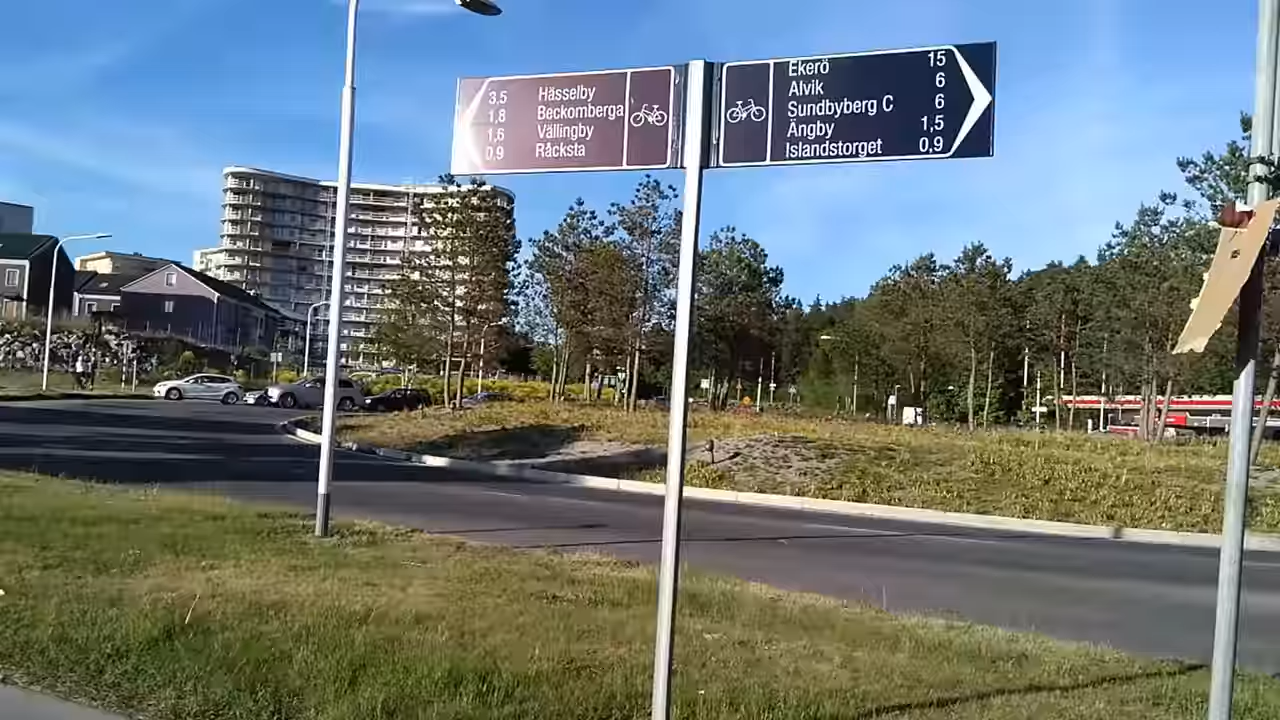 3,5 Hässelby
1,8 Beckomberga
1,6 Vällingby
0,9 Råcksta
Ekerö 15
Alvik 6
Sundbyberg C 6
Ängby 1,5
Islandstorget 0,9